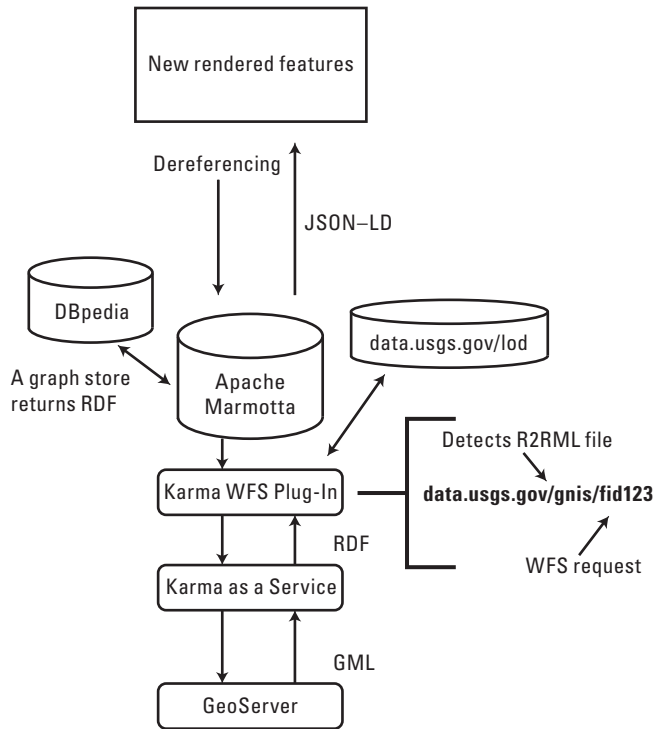 New rendered features
Dereferencing
JSON–LD
DBpedia
data.usgs.gov/lod
A graph store
returns RDF
Apache
Marmotta
Detects R2RML file
Karma WFS Plug-In
data.usgs.gov/gnis/fid123
RDF
WFS request
Karma as a Service
GML
GeoServer